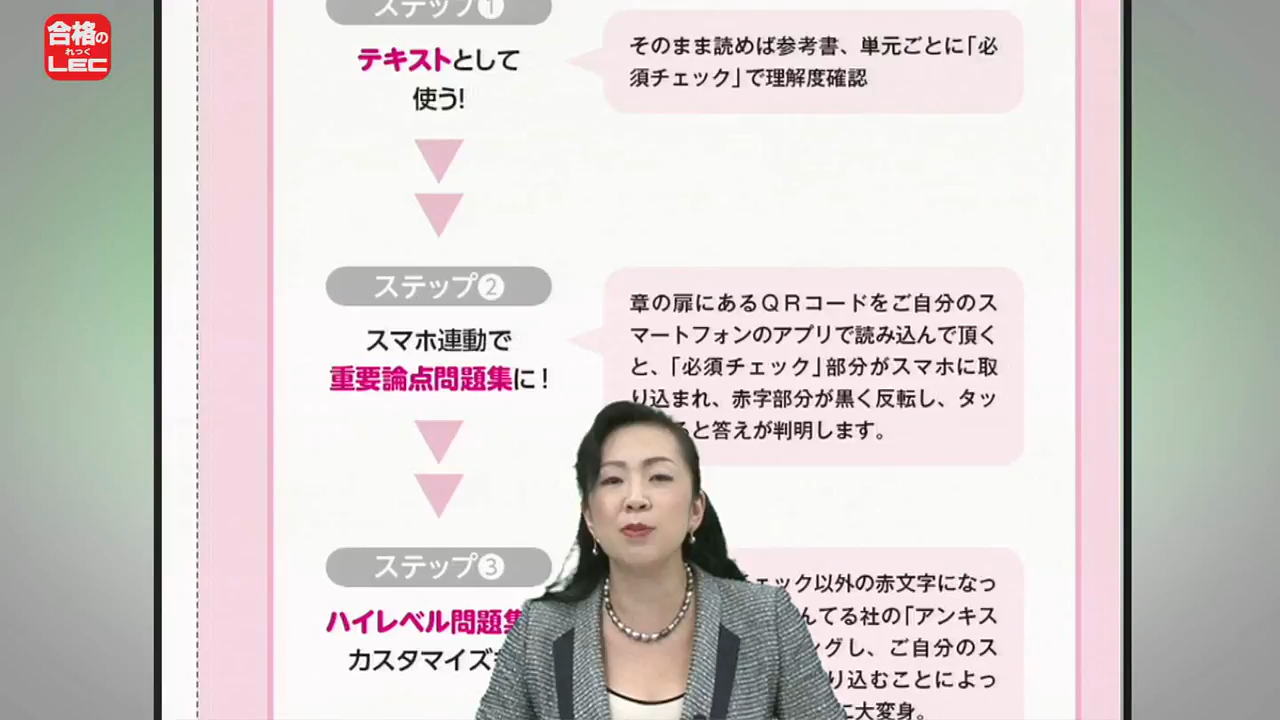 合格の
れっく
LEC
ステップ1
テキストとして
使う!
そのまま読めば参考書、単元ごとに「必
須チェック」で理解度確認
ステップ2
スマホ連動で
重要論点問題集に!
章の扉にあるQRコードをご自分のス
マートフォンのアプリで読み込んで頂く
と、「必須チェック」部分がスマホに取
り込まれ、赤字部分が黒く反転し、タッ
ると答えが判明します。
ステップ3
ハイレベル問題集
カスタマイズ
ェック以外の赤文字になっ
んてる社の「アンキス
グし、ご自分のス
り込むことによっ
に大変身。